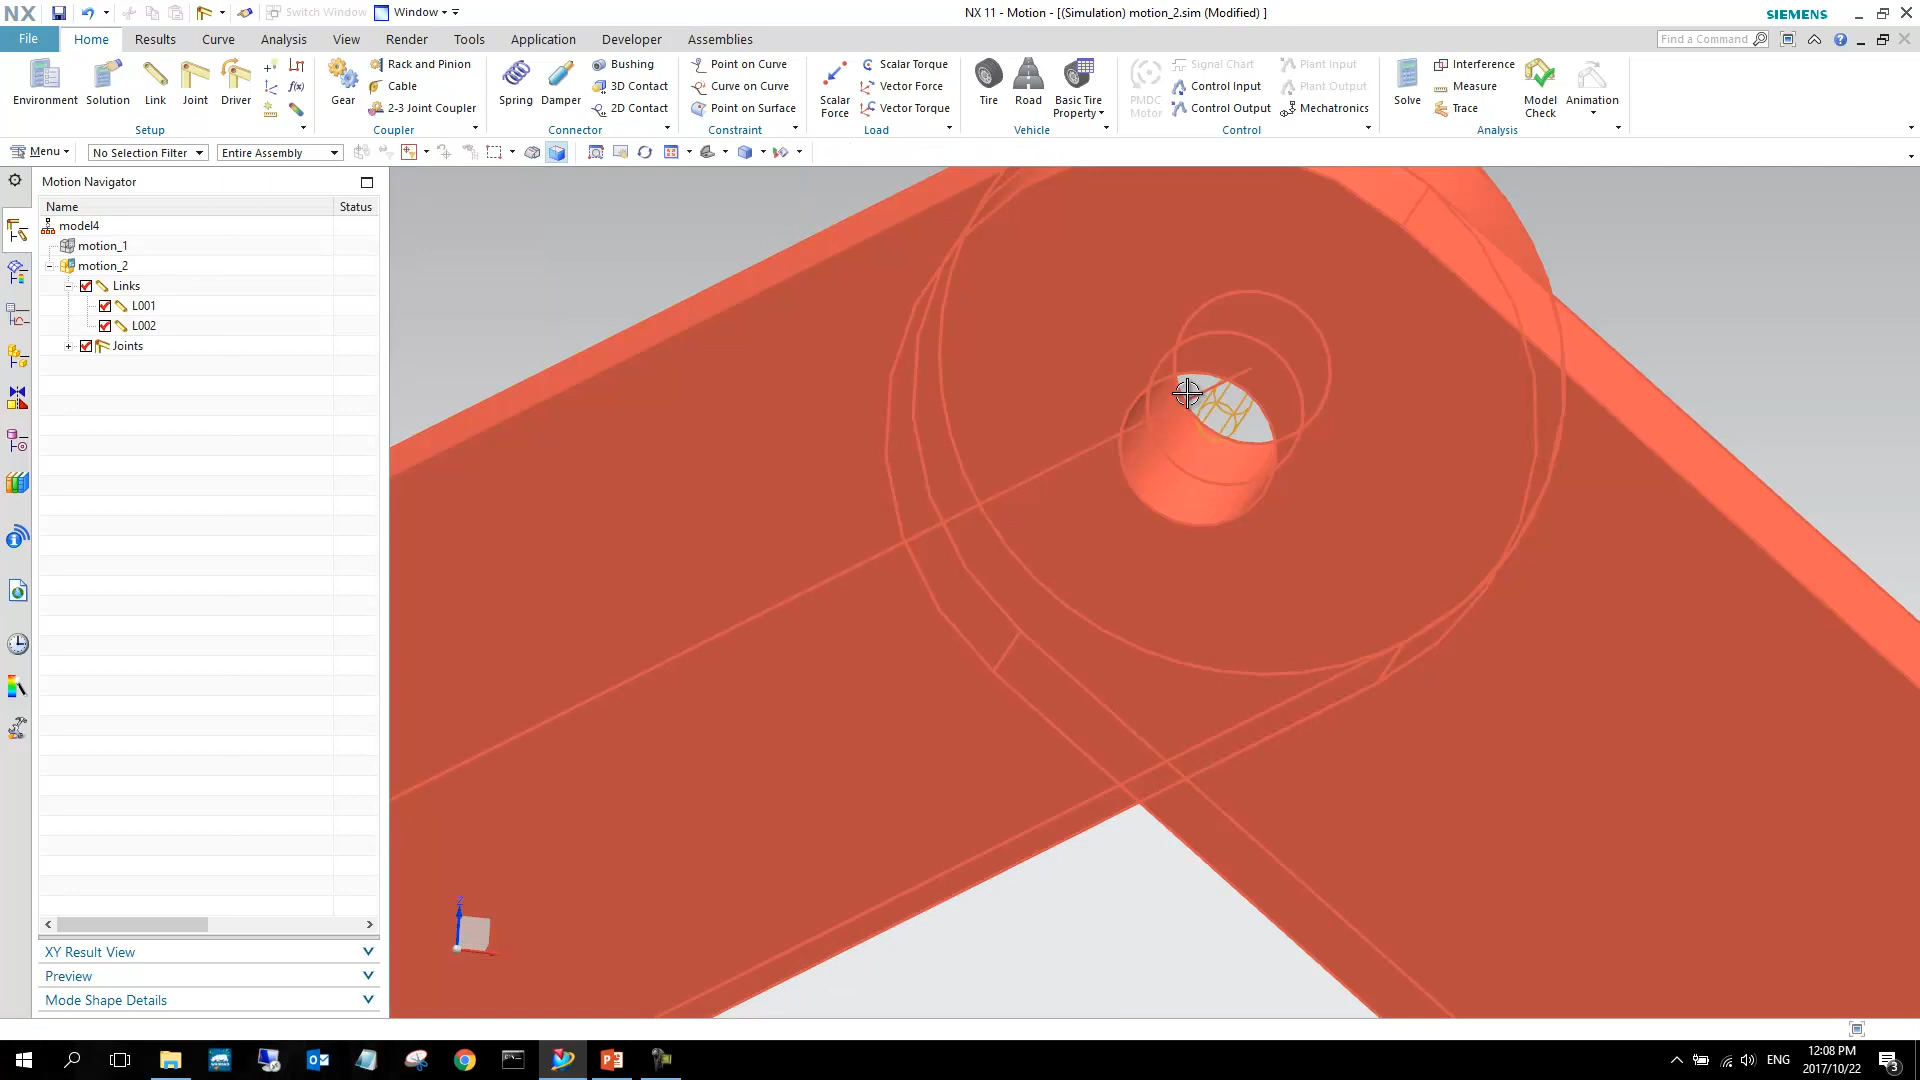 NX
Switch Window
Window
NX 11 - Motion - [(Simulation) motion_2.sim (Modified) ]
SIEMENS
File
Home
Results
Curve
Analysis
View
Render
Tools
Application
Developer
Assemblies
Find a Command
Environment
Solution
Link
Joint
Driver
Setup
Gear
Rack and Pinion
Cable
2-3 Joint Coupler
Coupler
Spring
Damper
Bushing
3D Contact
2D Contact
Connector
Point on Curve
Curve on Curve
Point on Surface
Constraint
Scalar
Force
Scalar Torque
Vector Force
Vector Torque
Load
Tire
Road
Basic Tire
Property
Vehicle
PMDC
Motor
Signal Chart
Control Input
Control Output
Plant Input
Plant Output
Mechatronics
Control
Solve
Interference
Measure
Trace
Model
Check
Animation
Analysis
Menu
No Selection Filter
Entire Assembly
Motion Navigator
Name
Status
model4
motion_1
motion_2
Links
L001
L002
Joints
XY Result View
Preview
Mode Shape Details
Z
ENG
12:08 PM
2017/10/22
3